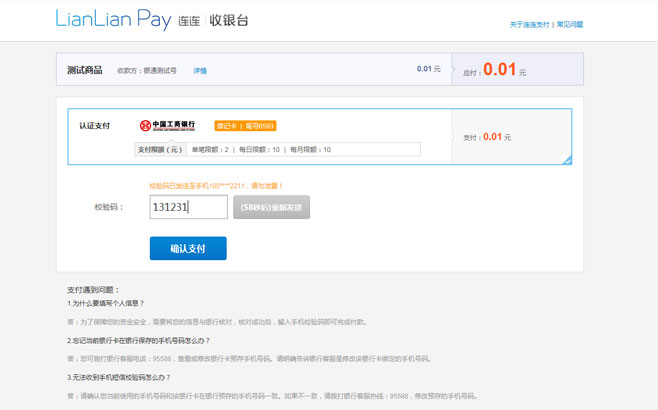 LianLian Pay 连连 | 收银台
关于连连支付 | 常见问题
测试商品 收款方：银通测试号 详情 0.01 元 应付：0.01 元
认证支付 中国工商银行 借记卡 | 尾号6593
支付：0.01 元
支付限额（元） 单笔限额：2 | 每日限额：10 | 每月限额：10
校验码已发送至手机185****2211，请勿泄露！
校验码： 131231 (58秒后)重新发送
确认支付
支付遇到问题：
1.为什么要填写个人信息？
答：为了保障您的资金安全，需要将您的信息与银行核对，核对成功后，输入手机校验码即可完成付款。
2.忘记当前银行卡在银行保存的手机号码怎么办？
答：您可拨打银行客服电话：95588，查看或修改银行卡预存手机号码。请明确告诉银行客服是修改该银行卡绑定的手机号码。
3.无法收到手机短信校验码怎么办？
答：请确认您当前使用的手机号码和该银行卡在银行预存的手机号码一致。如果不一致，请拨打银行客服热线：95588，修改预存的手机号码。